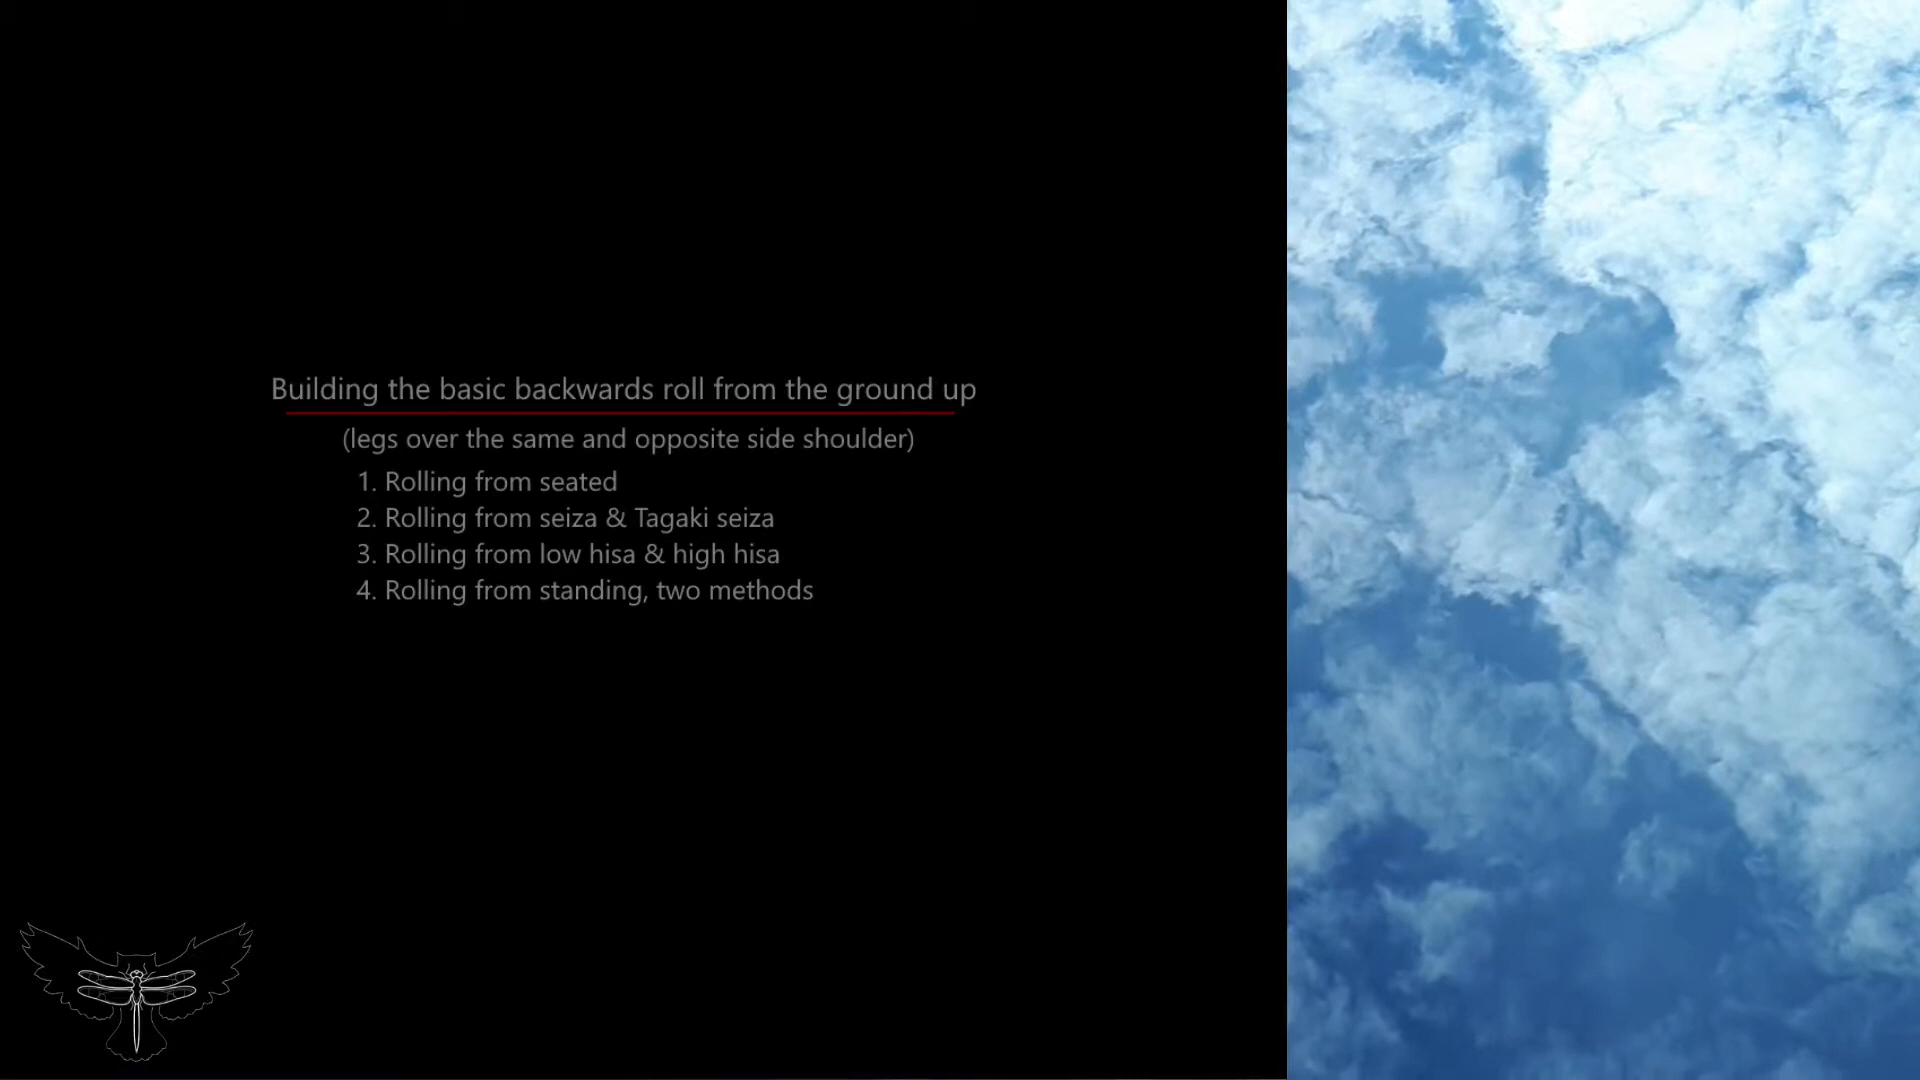 Building the basic backwards roll from the ground up
(legs over the same and opposite side shoulder)
1. Rolling from seated
2. Rolling from seiza & Tagaki seiza
3. Rolling from low hisa & high hisa
4. Rolling from standing, two methods